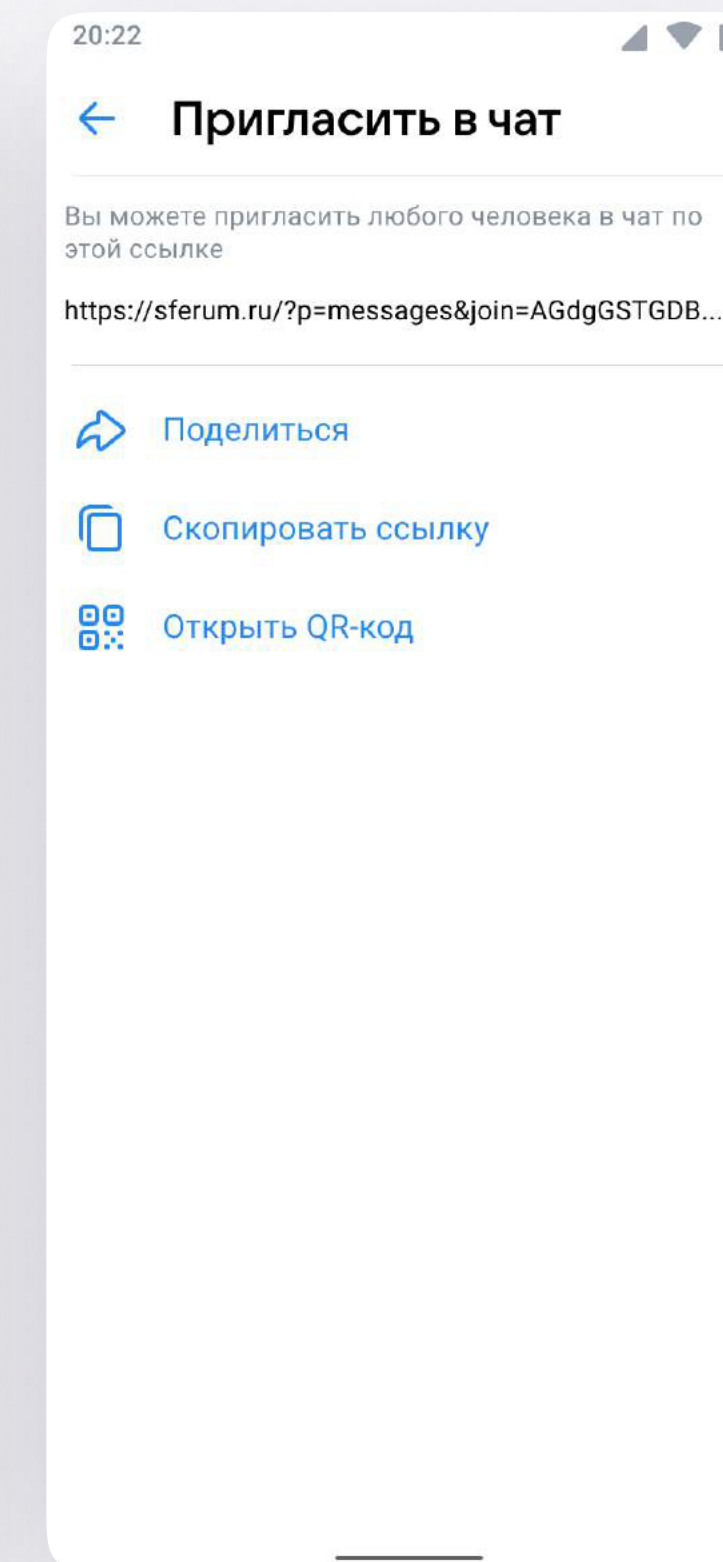 20:22
Пригласить в чат
Вы можете пригласить любого человека в чат по
этой ссылке
https://sferum.ru/?p=messages&join=AGdgGSTGDB...
Поделиться
Скопировать ссылку
Открыть QR-код